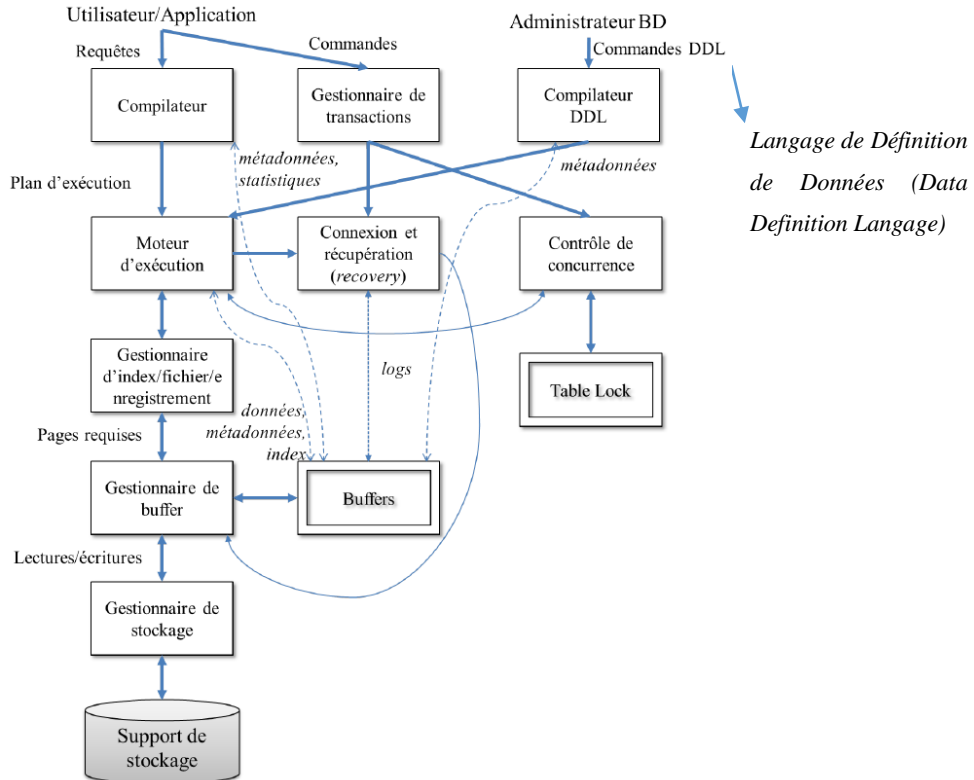 Utilisateur/Application
Administrateur BD
Requêtes
Commandes
Commandes DDL
Compilateur
Gestionnaire de
transactions
Compilateur
DDL
Langage de Définition
de Données (Data
Definition Langage)
métadonnées,
statistiques
métadonnées
Plan d'exécution
Moteur
d'exécution
Connexion et
récupération
(recovery)
Contrôle de
concurrence
Gestionnaire
d'index/fichier/e
nregistrement
logs
Table Lock
données,
métadonnées,
index
Pages requises
Gestionnaire de
buffer
Buffers
Lectures/écritures
Gestionnaire de
stockage
Support de
stockage